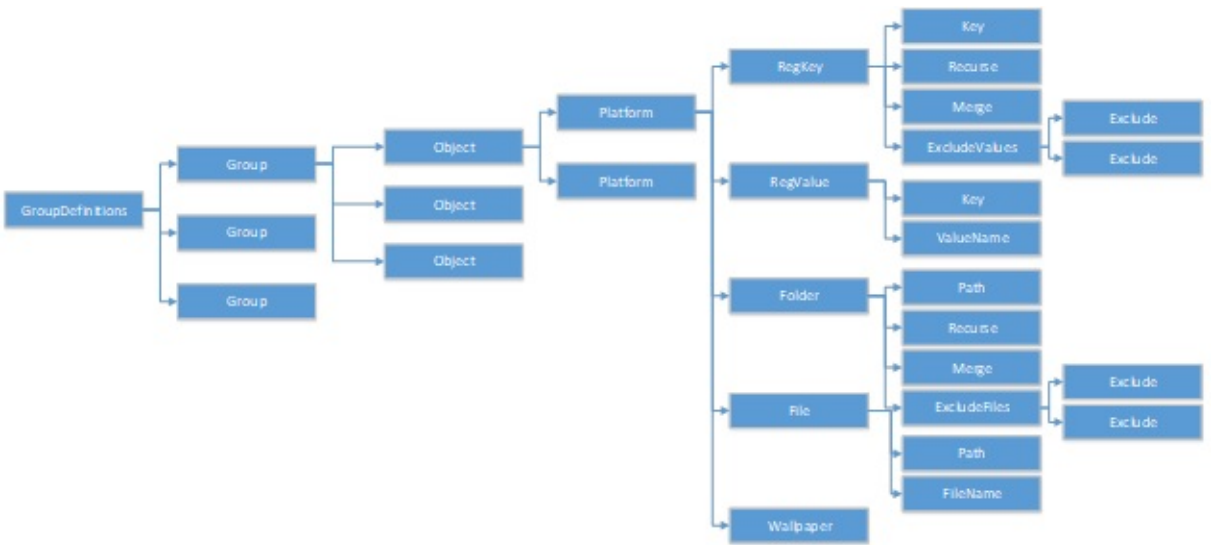 GroupDefinitions
Group
Group
Group
Object
Object
Object
Platform
Platform
RegKey
RegValue
Folder
File
Wallpaper
Key
Recurse
Merge
ExcludeValues
Key
ValueName
Path
Recurse
Merge
ExcludeFiles
Path
FileName
Exclude
Exclude
Exclude
Exclude